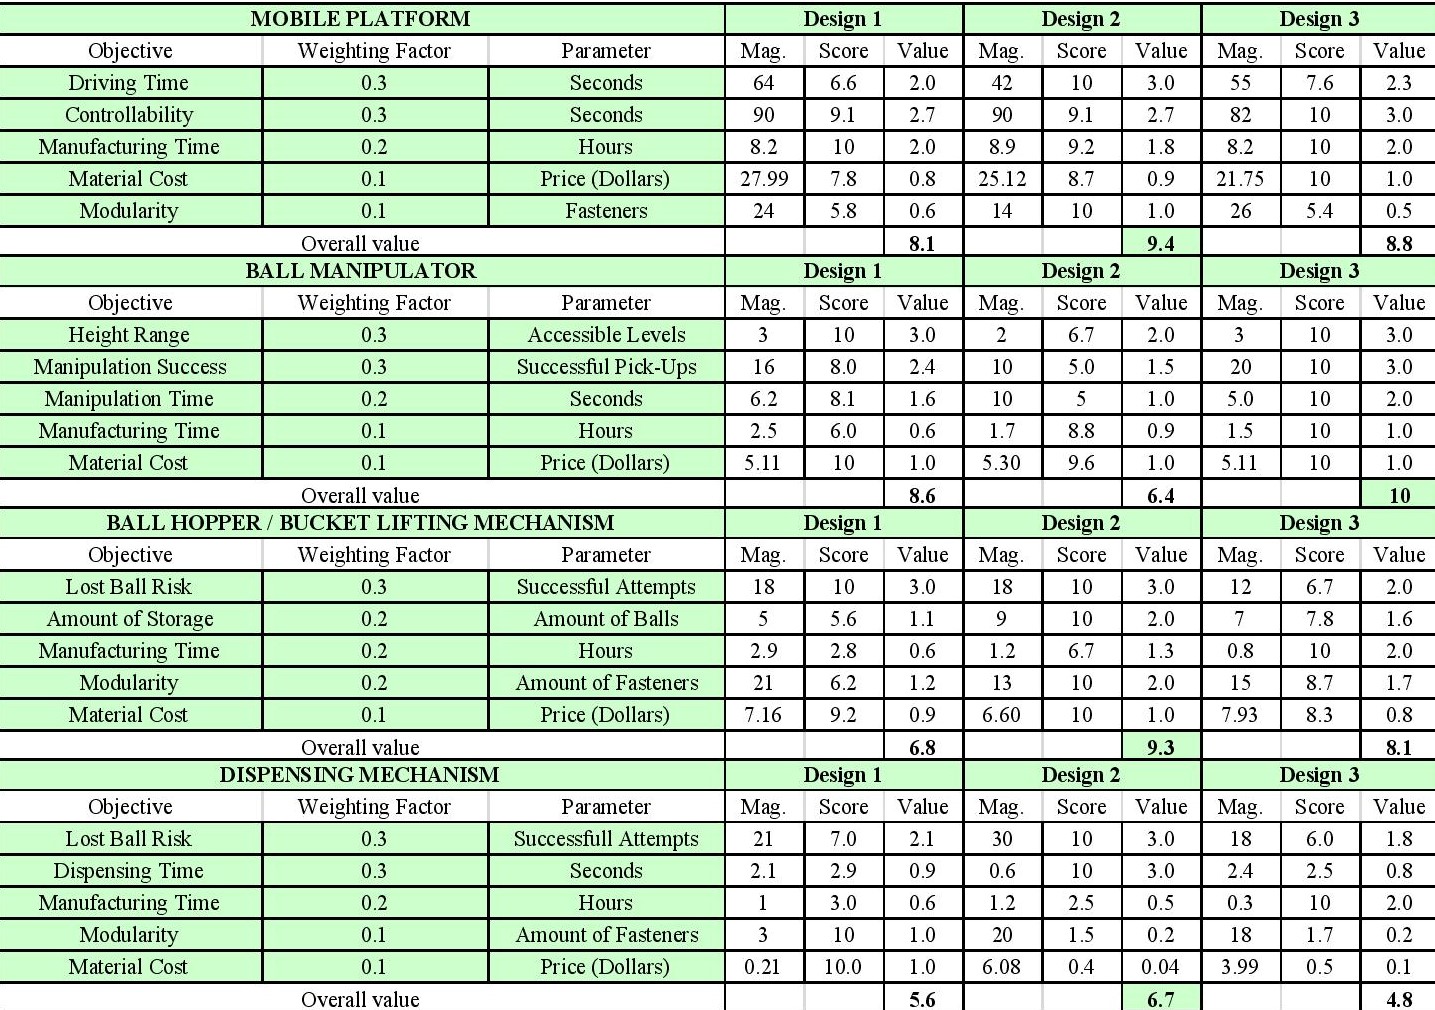 MOBILE PLATFORM Design 1 Design 2 Design 3
Objective Weighting Factor Parameter Mag. Score Value Mag. Score Value Mag. Score Value
Driving Time 0.3 Seconds 64 6.6 2.0 42 10 3.0 55 7.6 2.3
Controllability 0.3 Seconds 90 9.1 2.7 90 9.1 2.7 82 10 3.0
Manufacturing Time 0.2 Hours 8.2 10 2.0 8.9 9.2 1.8 8.2 10 2.0
Material Cost 0.1 Price (Dollars) 27.99 7.8 0.8 25.12 8.7 0.9 21.75 10 1.0
Modularity 0.1 Fasteners 24 5.8 0.6 14 10 1.0 26 5.4 0.5
Overall value 8.1 9.4 8.8
BALL MANIPULATOR Design 1 Design 2 Design 3
Objective Weighting Factor Parameter Mag. Score Value Mag. Score Value Mag. Score Value
Height Range 0.3 Accessible Levels 3 10 3.0 2 6.7 2.0 3 10 3.0
Manipulation Success 0.3 Successful Pick-Ups 16 8.0 2.4 10 5.0 1.5 20 10 3.0
Manipulation Time 0.2 Seconds 6.2 8.1 1.6 10 5 1.0 5.0 10 2.0
Manufacturing Time 0.1 Hours 2.5 6.0 0.6 1.7 8.8 0.9 1.5 10 1.0
Material Cost 0.1 Price (Dollars) 5.11 10 1.0 5.30 9.6 1.0 5.11 10 1.0
Overall value 8.6 6.4 10
BALL HOPPER / BUCKET LIFTING MECHANISM Design 1 Design 2 Design 3
Objective Weighting Factor Parameter Mag. Score Value Mag. Score Value Mag. Score Value
Lost Ball Risk 0.3 Successful Attempts 18 10 3.0 18 10 3.0 12 6.7 2.0
Amount of Storage 0.2 Amount of Balls 5 5.6 1.1 9 10 2.0 7 7.8 1.6
Manufacturing Time 0.2 Hours 2.9 2.8 0.6 1.2 6.7 1.3 0.8 10 2.0
Modularity 0.2 Amount of Fasteners 21 6.2 1.2 13 10 2.0 15 8.7 1.7
Material Cost 0.1 Price (Dollars) 7.16 9.2 0.9 6.60 10 1.0 7.93 8.3 0.8
Overall value 6.8 9.3 8.1
DISPENSING MECHANISM Design 1 Design 2 Design 3
Objective Weighting Factor Parameter Mag. Score Value Mag. Score Value Mag. Score Value
Lost Ball Risk 0.3 Successfull Attempts 21 7.0 2.1 30 10 3.0 18 6.0 1.8
Dispensing Time 0.3 Seconds 2.1 2.9 0.9 0.6 10 3.0 2.4 2.5 0.8
Manufacturing Time 0.2 Hours 1 3.0 0.6 1.2 2.5 0.5 0.3 10 2.0
Modularity 0.1 Amount of Fasteners 3 10 1.0 20 1.5 0.2 18 1.7 0.2
Material Cost 0.1 Price (Dollars) 0.21 10.0 1.0 6.08 0.4 0.04 3.99 0.5 0.1
Overall value 5.6 6.7 4.8